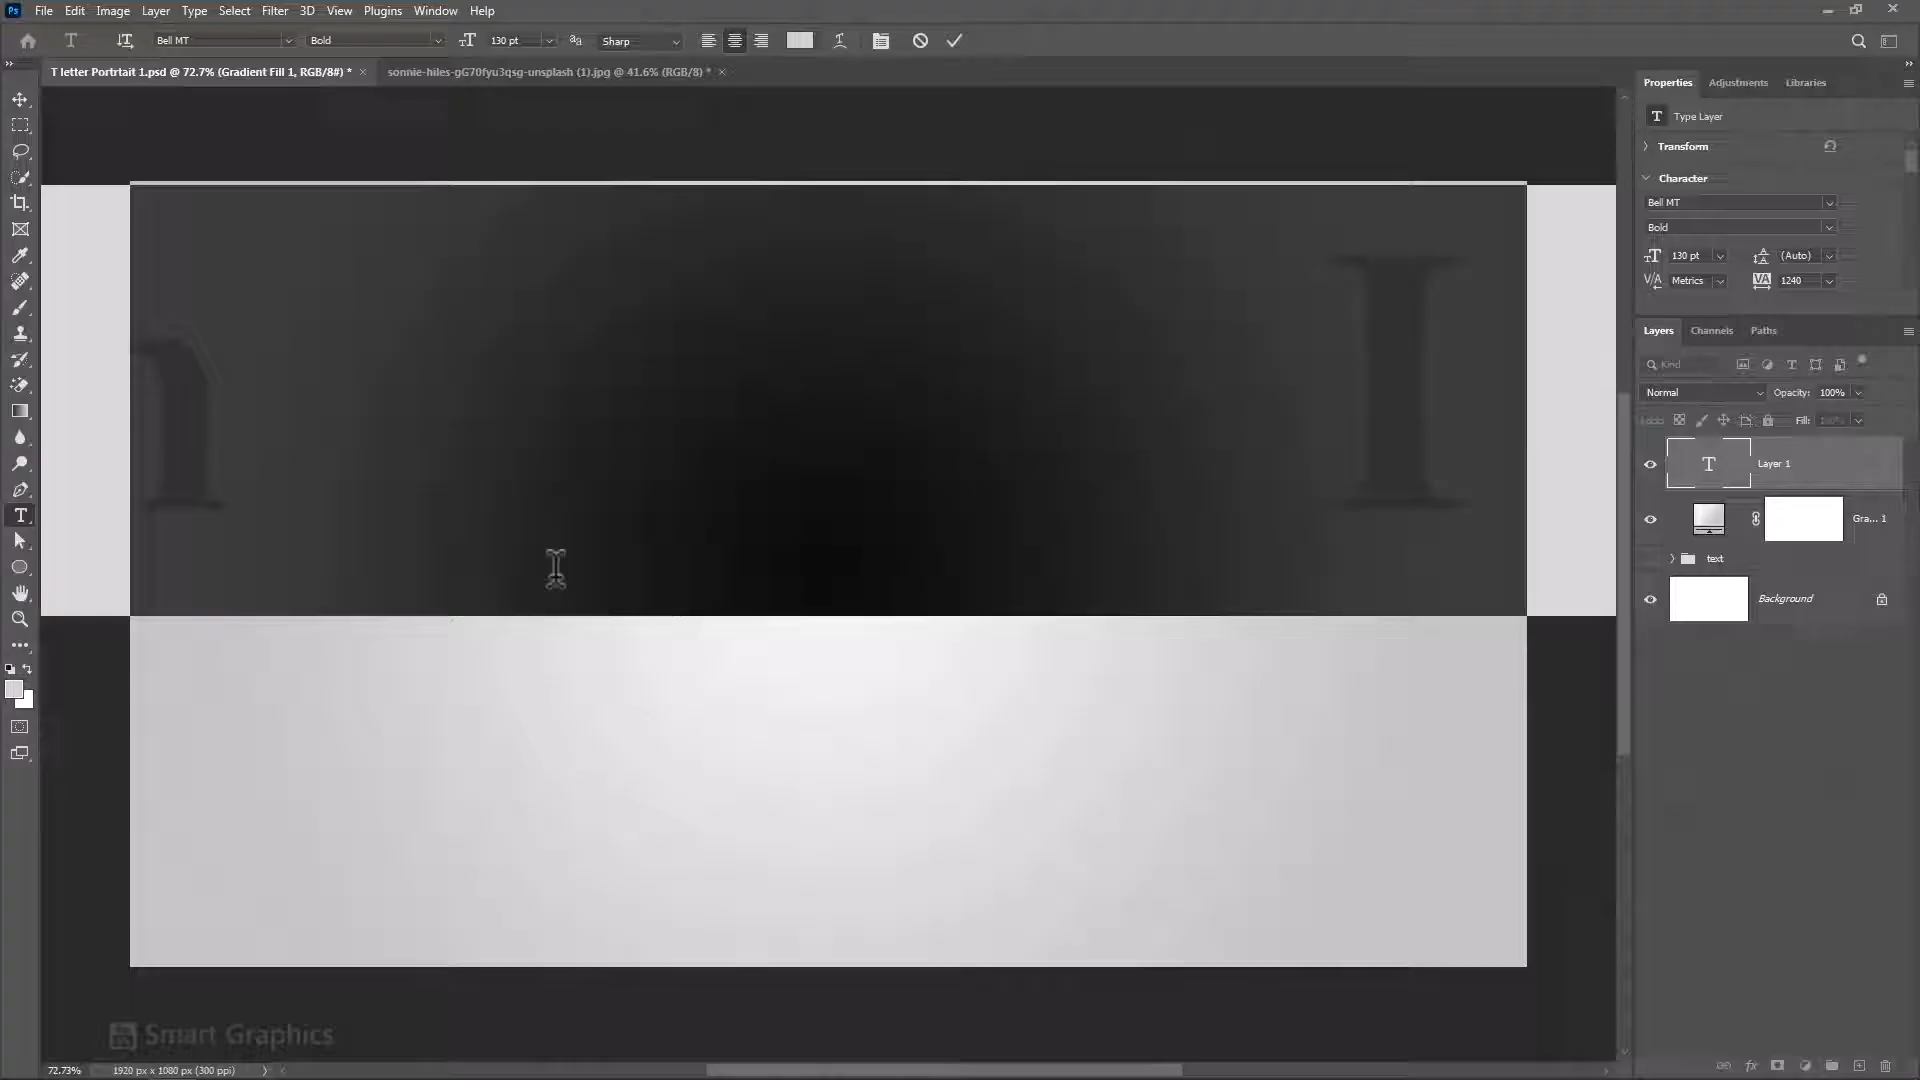 Ps File Edit Image Layer Type Select Filter 3D View Plugins Window Help
T Bell MT Bold 130 pt Sharp
T letter Portrtait 1.psd @ 72.7% (Gradient Fill 1, RGB/8#) * × sonnie-hiles-gG70fyu3qsg-unsplash (1).jpg @ 41.6% (RGB/8) * ×
Properties Adjustments Libraries
T Type Layer
Transform
Character
Bell MT
Bold
130 pt (Auto)
Metrics 1240
Layers Channels Paths
Kind
Normal Opacity: 100%
Fill:
T Layer 1
Gra... 1
text
Background
I
Smart Graphics
72.73% 1920 px x 1080 px (300 ppi)